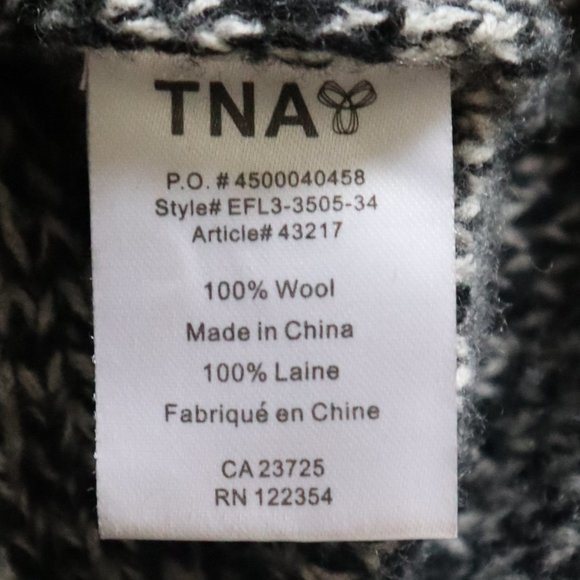 TNA
P.O. # 4500040458
Style# EFL3-3505-34
Article# 43217
100% Wool
Made in China
100% Laine
Fabriqué en Chine
CA 23725
RN 122354